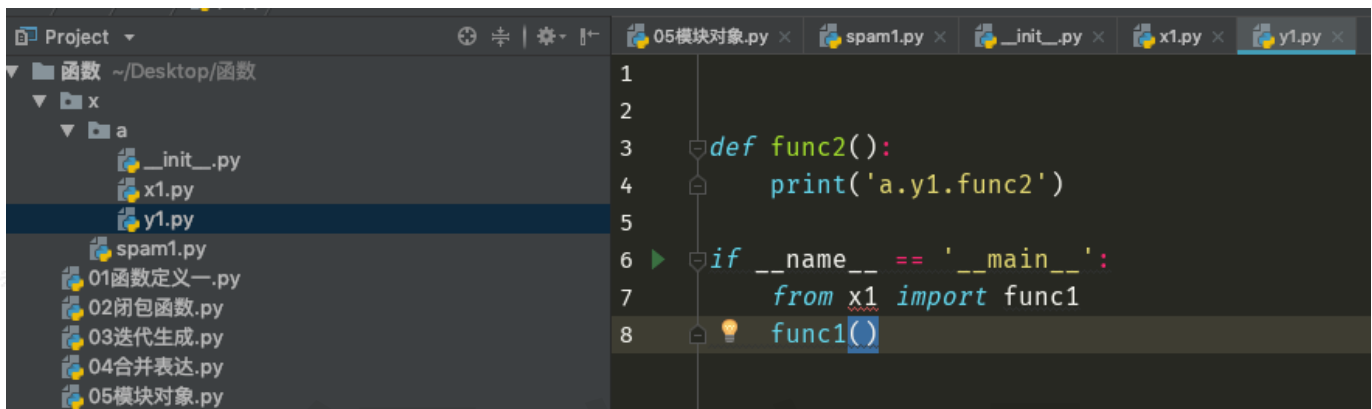 Project
05模块对象.py
spam1.py
__init__.py
x1.py
y1.py
函数 ~/Desktop/函数
x
a
__init__.py
x1.py
y1.py
spam1.py
01函数定义一.py
02闭包函数.py
03迭代生成.py
04合并表达.py
05模块对象.py
1
2
3 def func2():
4 print('a.y1.func2')
5
6 if __name__ == '__main__':
7 from x1 import func1
8 func1()